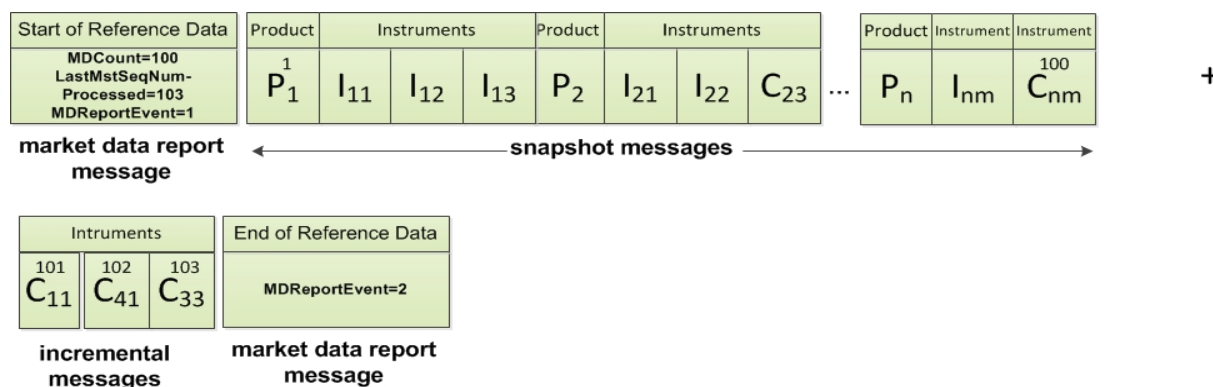 Start of Reference Data Product Instruments Product Instruments Product Instrument Instrument
MDCount=100
LastMstSeqNum-
Processed=103
MDReportEvent=1
1
P1 I11 I12 I13 P2 I21 I22 C23 ... Pn Inm
100
Cnm
+
market data report
message
snapshot messages
Intruments End of Reference Data
101 102 103
C11 C41 C33
MDReportEvent=2
incremental
messages
market data report
message